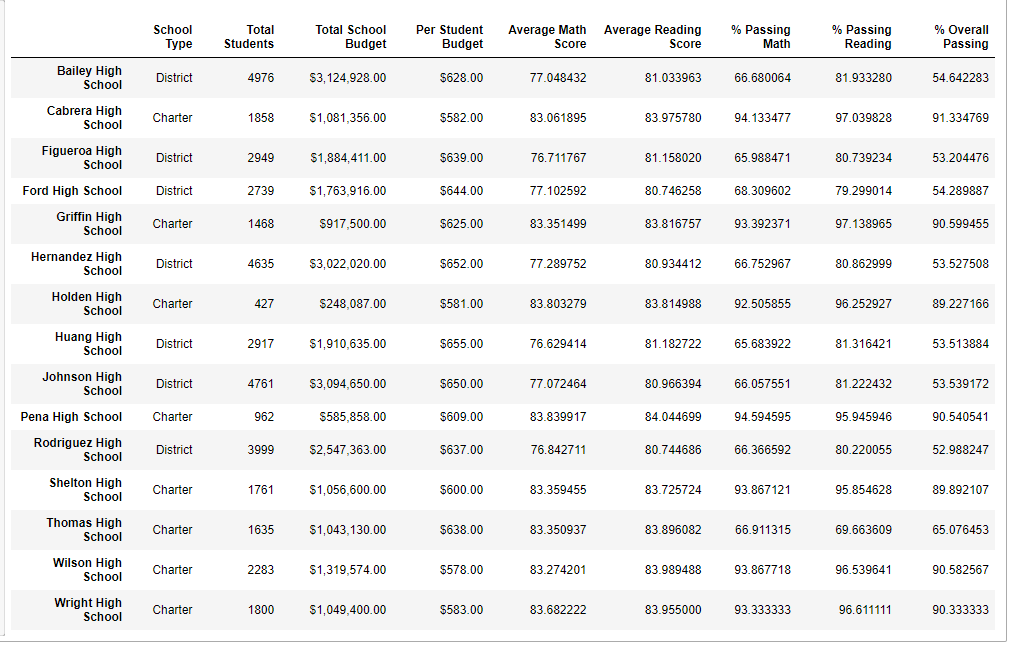 School Type Total Students Total School Budget Per Student Budget Average Math Score Average Reading Score % Passing Math % Passing Reading % Overall Passing
Bailey High School District 4976 $3,124,928.00 $628.00 77.048432 81.033963 66.680064 81.933280 54.642283
Cabrera High School Charter 1858 $1,081,356.00 $582.00 83.061895 83.975780 94.133477 97.039828 91.334769
Figueroa High School District 2949 $1,884,411.00 $639.00 76.711767 81.158020 65.988471 80.739234 53.204476
Ford High School District 2739 $1,763,916.00 $644.00 77.102592 80.746258 68.309602 79.299014 54.289887
Griffin High School Charter 1468 $917,500.00 $625.00 83.351499 83.816757 93.392371 97.138965 90.599455
Hernandez High School District 4635 $3,022,020.00 $652.00 77.289752 80.934412 66.752967 80.862999 53.527508
Holden High School Charter 427 $248,087.00 $581.00 83.803279 83.814988 92.505855 96.252927 89.227166
Huang High School District 2917 $1,910,635.00 $655.00 76.629414 81.182722 65.683922 81.316421 53.513884
Johnson High School District 4761 $3,094,650.00 $650.00 77.072464 80.966394 66.057551 81.222432 53.539172
Pena High School Charter 962 $585,858.00 $609.00 83.839917 84.044699 94.594595 95.945946 90.540541
Rodriguez High School District 3999 $2,547,363.00 $637.00 76.842711 80.744686 66.366592 80.220055 52.988247
Shelton High School Charter 1761 $1,056,600.00 $600.00 83.359455 83.725724 93.867121 95.854628 89.892107
Thomas High School Charter 1635 $1,043,130.00 $638.00 83.350937 83.896082 66.911315 69.663609 65.076453
Wilson High School Charter 2283 $1,319,574.00 $578.00 83.274201 83.989488 93.867718 96.539641 90.582567
Wright High School Charter 1800 $1,049,400.00 $583.00 83.682222 83.955000 93.333333 96.611111 90.333333